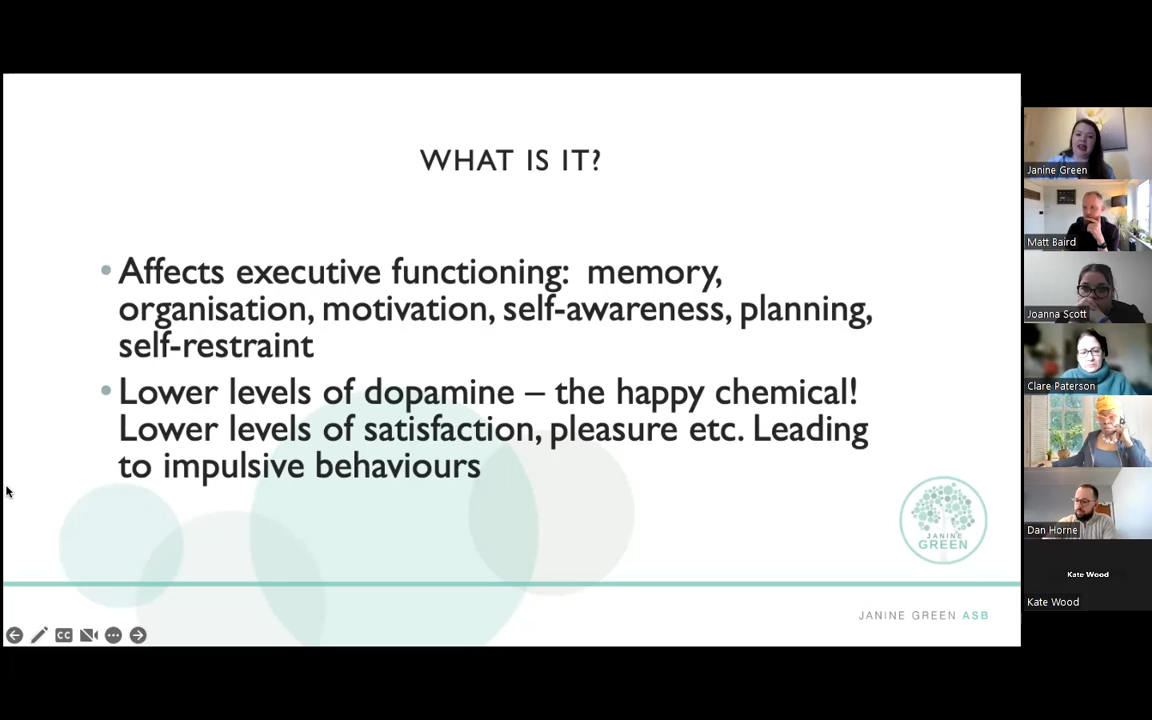 WHAT IS IT?
• Affects executive functioning:  memory,
organisation, motivation, self-awareness, planning,
self-restraint
• Lower levels of dopamine – the happy chemical!
Lower levels of satisfaction, pleasure etc. Leading
to impulsive behaviours
JANINE
GREEN
JANINE GREEN ASB
CC
Janine Green
Matt Baird
Joanna Scott
Clare Paterson
Dan Horne
Kate Wood
Kate Wood